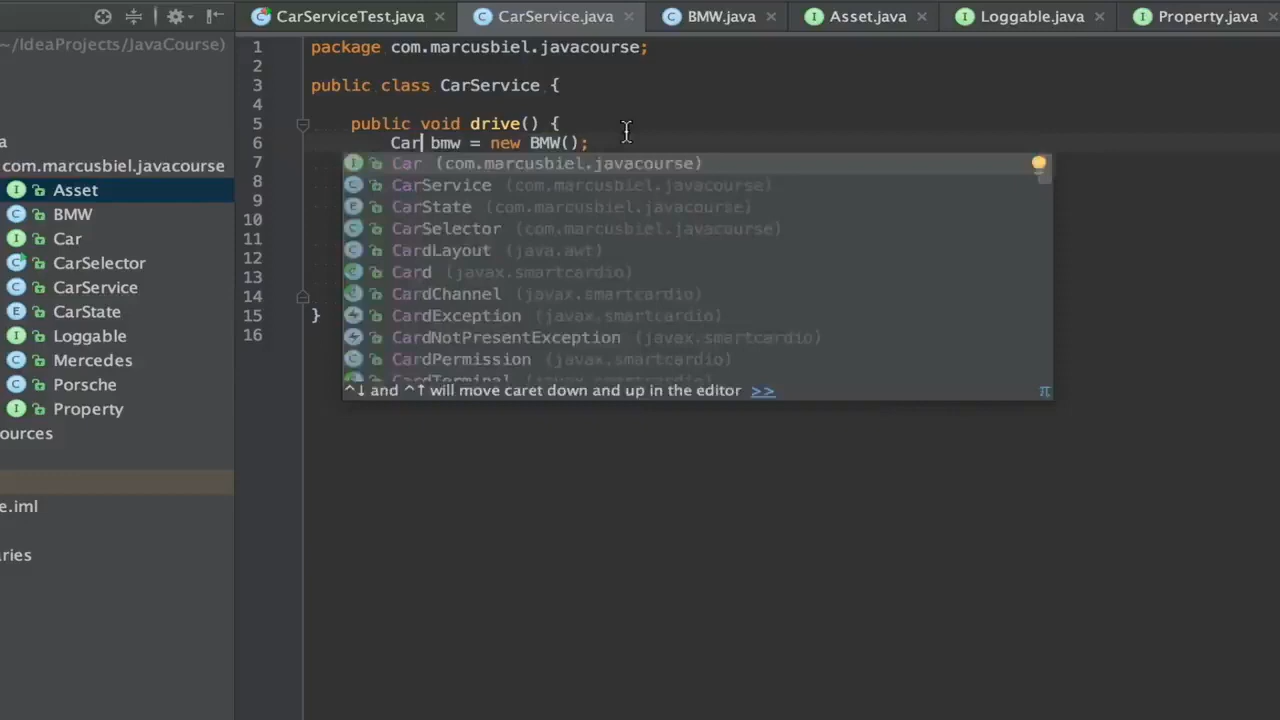 CarServiceTest.java CarService.java BMW.java Asset.java Loggable.java Property.java
~/IdeaProjects/JavaCourse)
a
com.marcusbiel.javacourse
Asset
BMW
Car
CarSelector
CarService
CarState
Loggable
Mercedes
Porsche
Property
ources
e.iml
ries
1 package com.marcusbiel.javacourse;
2
3 public class CarService {
4
5 public void drive() {
6 Car bmw = new BMW();
7
8
9
10
11
12
13
14
15 }
16
Car (com.marcusbiel.javacourse)
CarService (com.marcusbiel.javacourse)
CarState (com.marcusbiel.javacourse)
CarSelector (com.marcusbiel.javacourse)
CardLayout (java.awt)
Card (javax.smartcardio)
CardChannel (javax.smartcardio)
CardException (javax.smartcardio)
CardNotPresentException (javax.smartcardio)
CardPermission (javax.smartcardio)
CardTerminal (javax.smartcardio)
^↓ and ^↑ will move caret down and up in the editor >> π